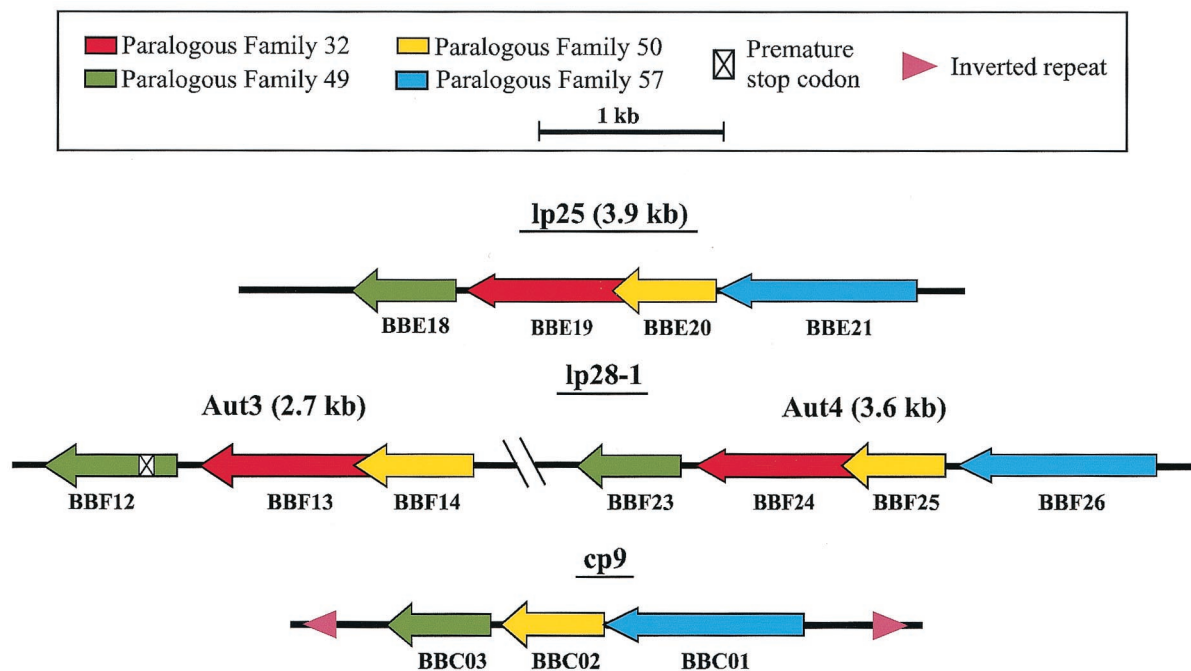 Paralogous Family 32
Paralogous Family 49
Paralogous Family 50
Paralogous Family 57
Premature
stop codon
Inverted repeat
1 kb
lp25 (3.9 kb)
BBE18 BBE19 BBE20 BBE21
lp28-1
Aut3 (2.7 kb) Aut4 (3.6 kb)
BBF12 BBF13 BBF14 BBF23 BBF24 BBF25 BBF26
cp9
BBC03 BBC02 BBC01